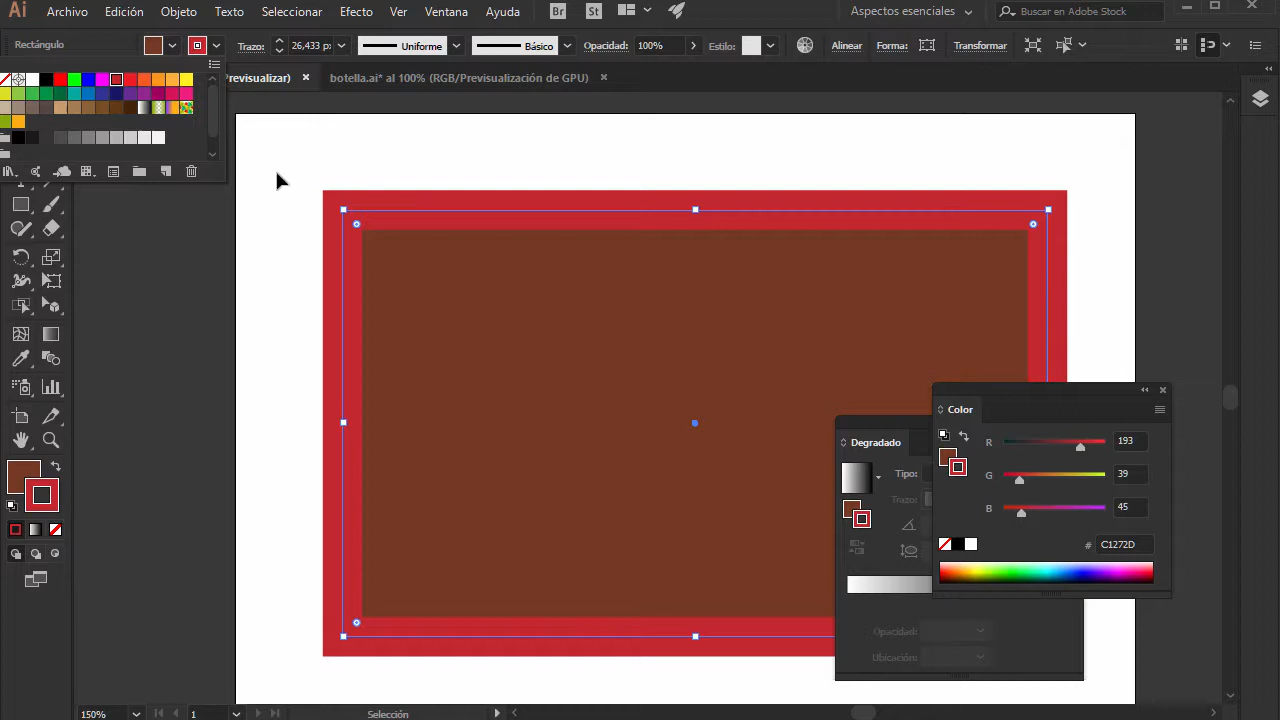 Ai Archivo Edición Objeto Texto Seleccionar Efecto Ver Ventana Ayuda Br St Aspectos esenciales Buscar en Adobe Stock
Rectángulo Trazo: 26,433 p Uniforme Básico Opacidad: 100% Estilo: Alinear Forma: Transformar
Previsualizar) × botella.ai* al 100% (RGB/Previsualización de GPU) ×
Color
R 193
Degradado
G 39
Tipo:
Trazo:
B 45
# C1272D
Opacidad:
Ubicación:
150% 1 Selección